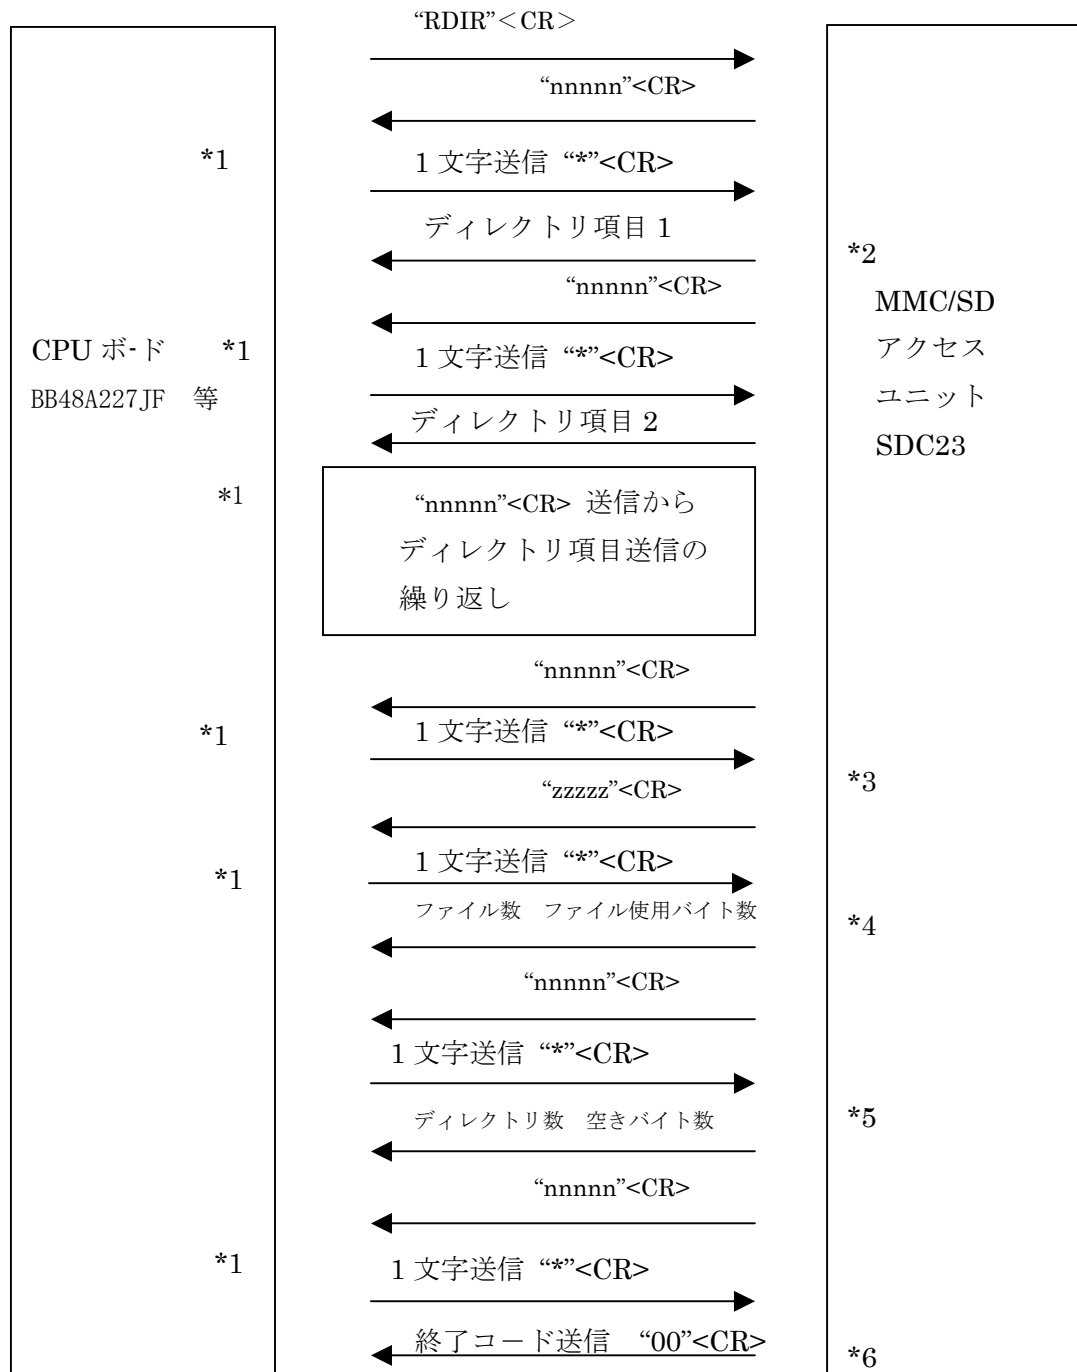 “RDIR”＜CR＞
“nnnnn”<CR>
*1
1 文字送信 “*”<CR>
ディレクトリ項目 1
*2
“nnnnn”<CR>
MMC/SD
CPU ボ-ド *1
1 文字送信 “*”<CR>
アクセス
BB48A227JF 等
ユニット
ディレクトリ項目 2
SDC23
*1
“nnnnn”<CR> 送信から
ディレクトリ項目送信の
繰り返し
“nnnnn”<CR>
*1
1 文字送信 “*”<CR>
*3
“zzzzz”<CR>
*1
1 文字送信 “*”<CR>
ファイル数　ファイル使用バイト数
*4
“nnnnn”<CR>
1 文字送信 “*”<CR>
ディレクトリ数　空きバイト数
*5
“nnnnn”<CR>
*1
1 文字送信 “*”<CR>
終了コ－ド送信　“00”<CR>
*6